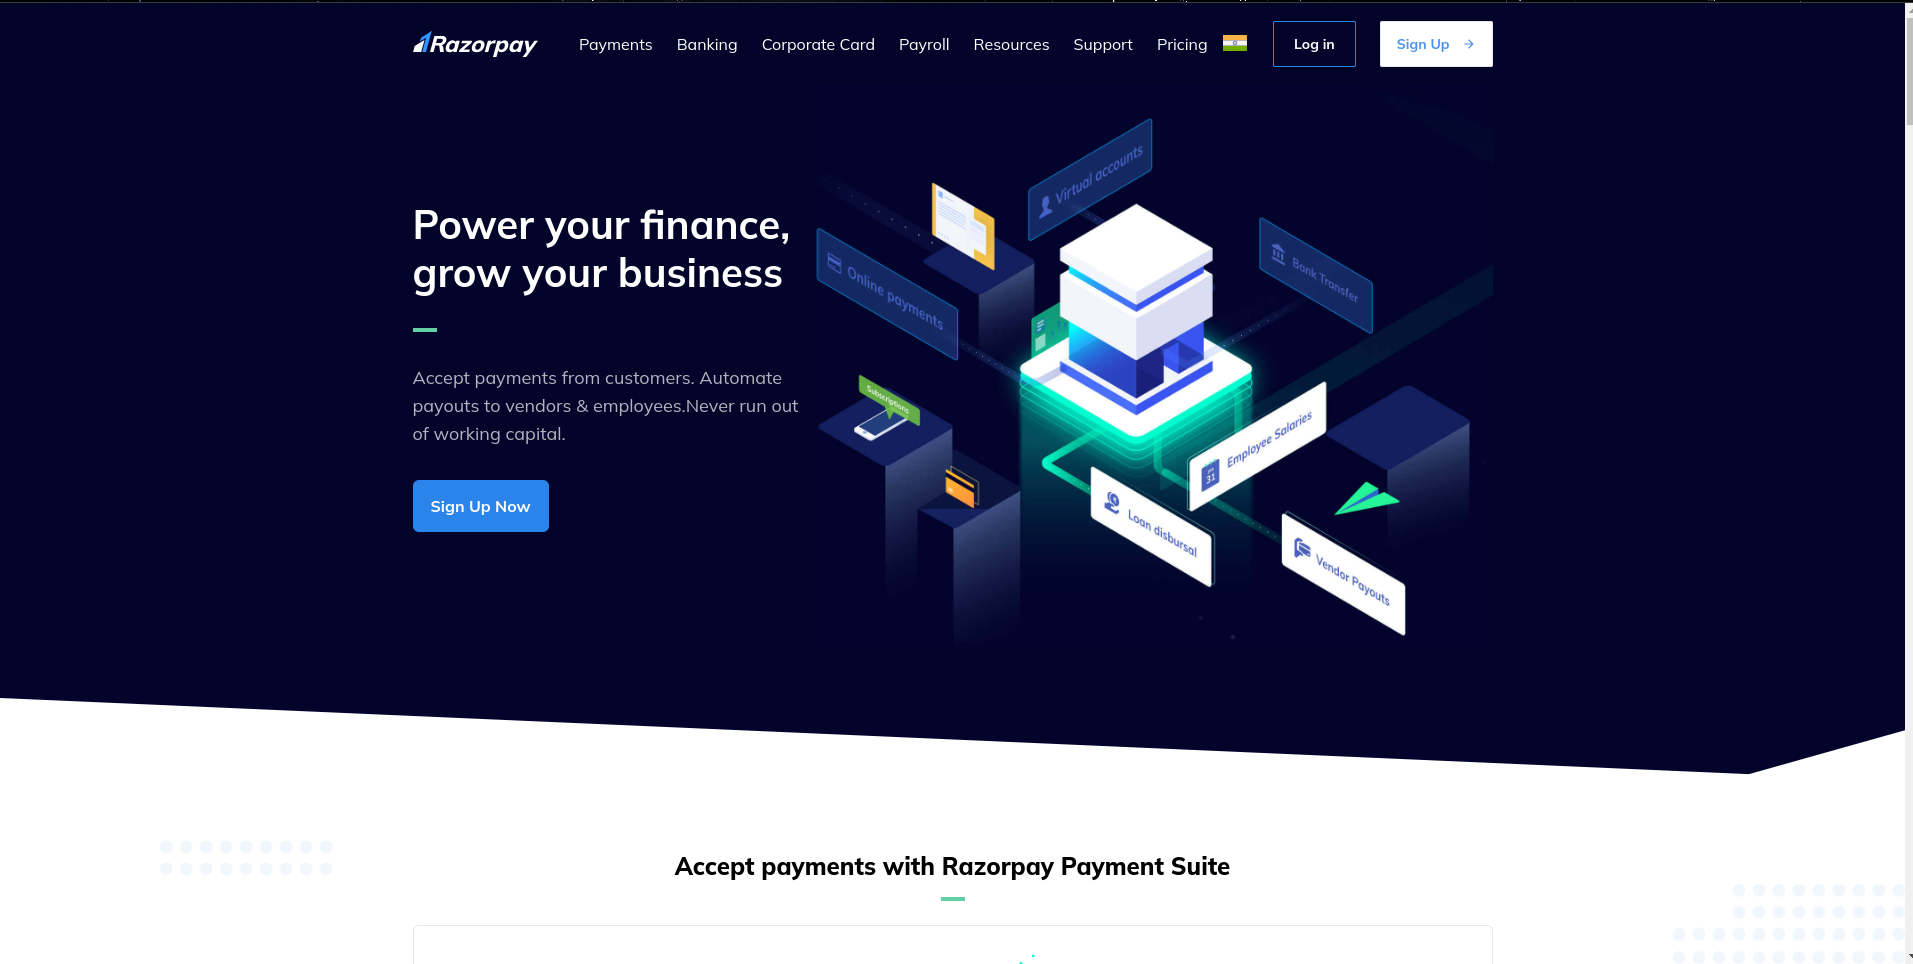 Razorpay
Payments
Banking
Corporate Card
Payroll
Resources
Support
Pricing
Log in
Sign Up
Power your finance,
grow your business
Accept payments from customers. Automate
payouts to vendors & employees.Never run out
of working capital.
Sign Up Now
Virtual accounts
Online payments
Bank Transfer
Subscriptions
Employee Salaries
31
Loan disbursal
Vendor Payouts
Accept payments with Razorpay Payment Suite